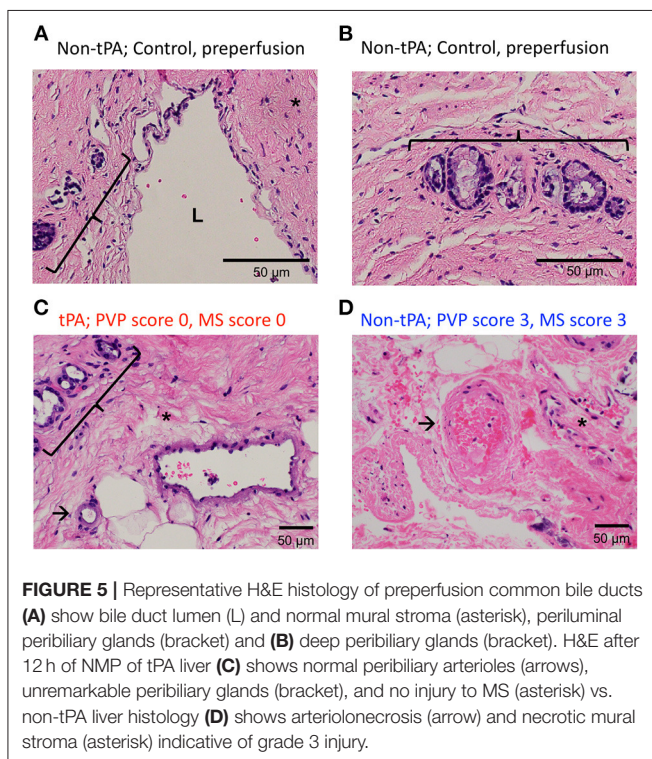 A
Non-tPA; Control, preperfusion
*
L
50 µm
B
Non-tPA; Control, preperfusion
50 µm
C
tPA; PVP score 0, MS score 0
*
50 µm
D
Non-tPA; PVP score 3, MS score 3
*
50 µm
FIGURE 5 | Representative H&E histology of preperfusion common bile ducts
(A) show bile duct lumen (L) and normal mural stroma (asterisk), periluminal
peribiliary glands (bracket) and (B) deep peribiliary glands (bracket). H&E after
12 h of NMP of tPA liver (C) shows normal peribiliary arterioles (arrows),
unremarkable peribiliary glands (bracket), and no injury to MS (asterisk) vs.
non-tPA liver histology (D) shows arteriolonecrosis (arrow) and necrotic mural
stroma (asterisk) indicative of grade 3 injury.